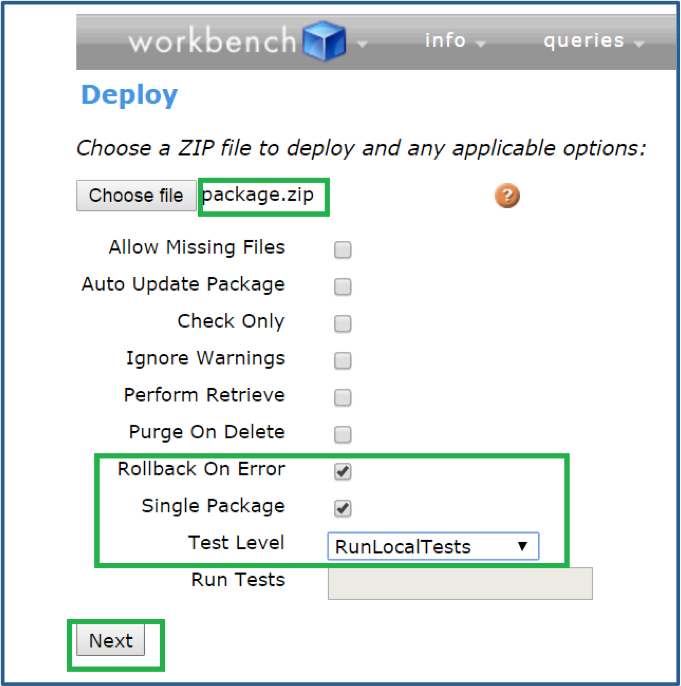 workbench info queries
Deploy
Choose a ZIP file to deploy and any applicable options:
Choose file package.zip ?
Allow Missing Files
Auto Update Package
Check Only
Ignore Warnings
Perform Retrieve
Purge On Delete
Rollback On Error
Single Package
Test Level RunLocalTests
Run Tests
Next